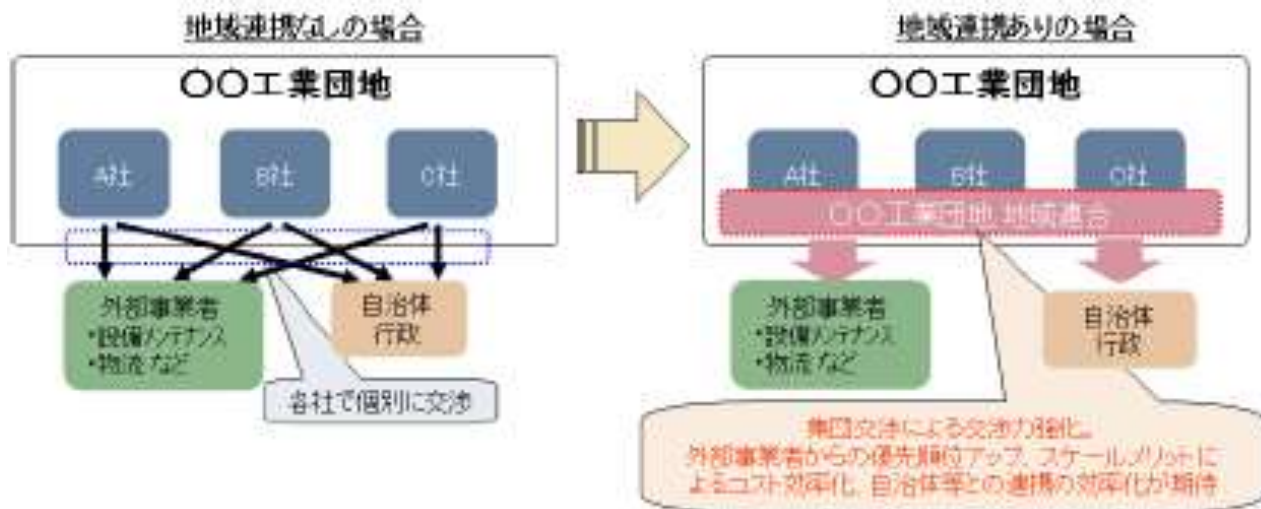 地域連携なしの場合
〇〇工業団地
A社
B社
C社
外部事業者
・設備メンテナンス
・物流など
自治体
行政
各社で個別に交渉
地域連携ありの場合
〇〇工業団地
A社
B社
C社
〇〇工業団地 地域連合
外部事業者
・設備メンテナンス
・物流など
自治体
行政
集団交渉による交渉力強化。
外部事業者からの優先順位アップ、スケールメリットに
よるコスト効率化、自治体等との連携の効率化が期待